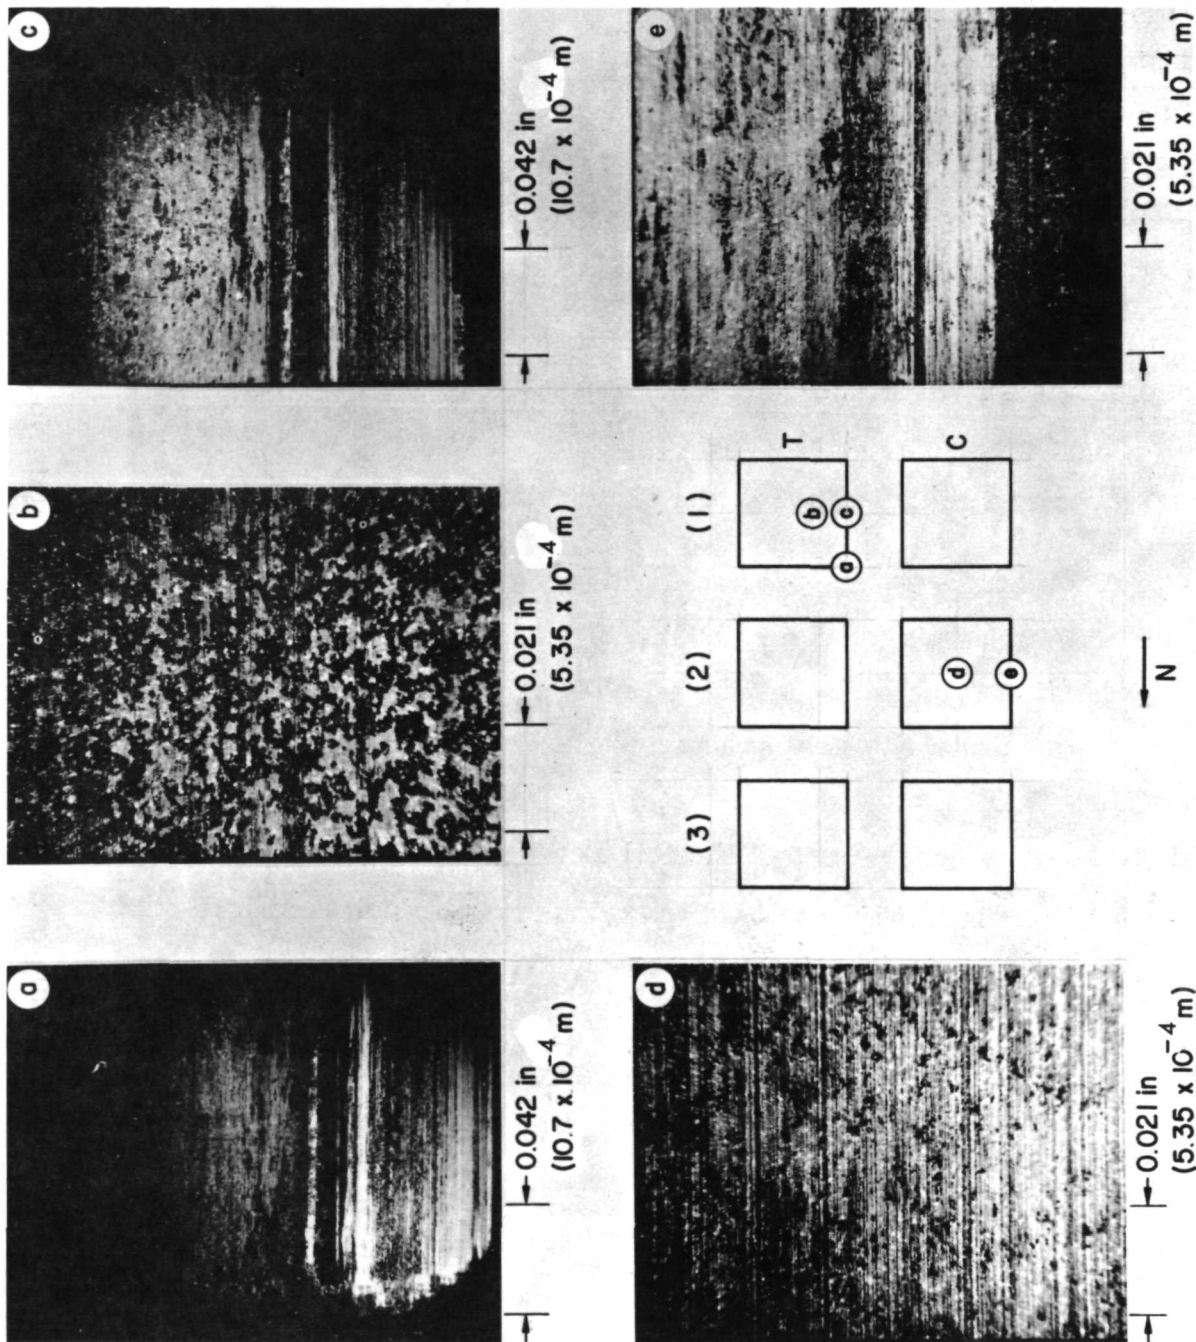 a
b
c
0.042 in
(10.7 x 10⁻⁴ m)
0.021 in
(5.35 x 10⁻⁴ m)
0.042 in
(10.7 x 10⁻⁴ m)
d
(3) (2) (1)
b
a c
T
d
e
C
N
e
0.021 in
(5.35 x 10⁻⁴ m)
0.021 in
(5.35 x 10⁻⁴ m)